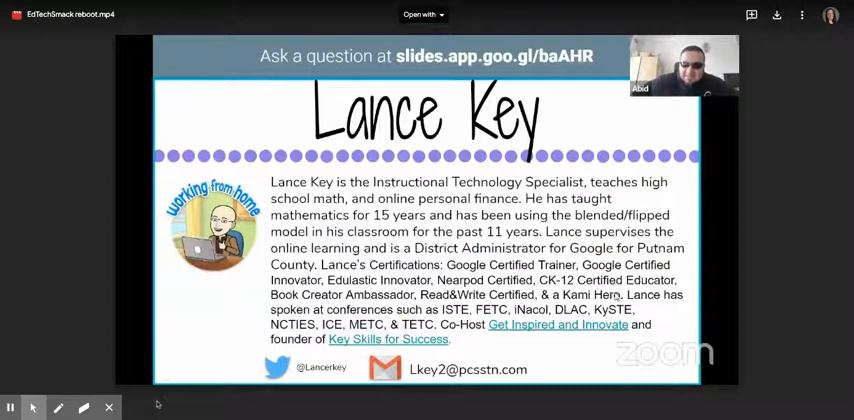 EdTechSmack reboot.mp4
Open with
Ask a question at slides.app.goo.gl/baAHR
Abid
Lance Key
working from home
Lance Key is the Instructional Technology Specialist, teaches high
school math, and online personal finance. He has taught
mathematics for 15 years and has been using the blended/flipped
model in his classroom for the past 11 years. Lance supervises the
online learning and is a District Administrator for Google for Putnam
County. Lance's Certifications: Google Certified Trainer, Google Certified
Innovator, Edulastic Innovator, Nearpod Certified, CK-12 Certified Educator,
Book Creator Ambassador, Read&Write Certified, & a Kami Hero. Lance has
spoken at conferences such as ISTE, FETC, iNacol, DLAC, KySTE,
NCTIES, ICE, METC, & TETC. Co-Host Get Inspired and Innovate and
founder of Key Skills for Success.
@Lancerkey
Lkey2@pcsstn.com
zoom